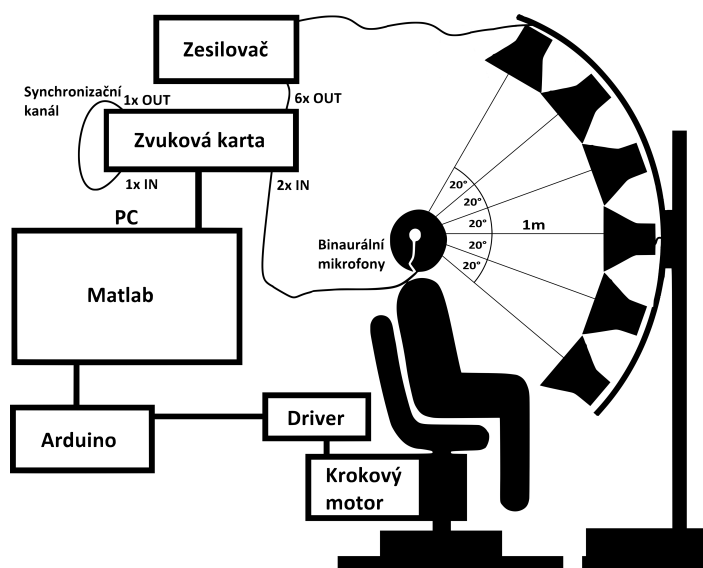 Zesilovač
Synchronizační
kanál
1x OUT
6x OUT
Zvuková karta
1x IN
2x IN
PC
Matlab
Binaurální
mikrofony
20°
20°
20°
20°
20°
1m
Arduino
Driver
Krokový
motor